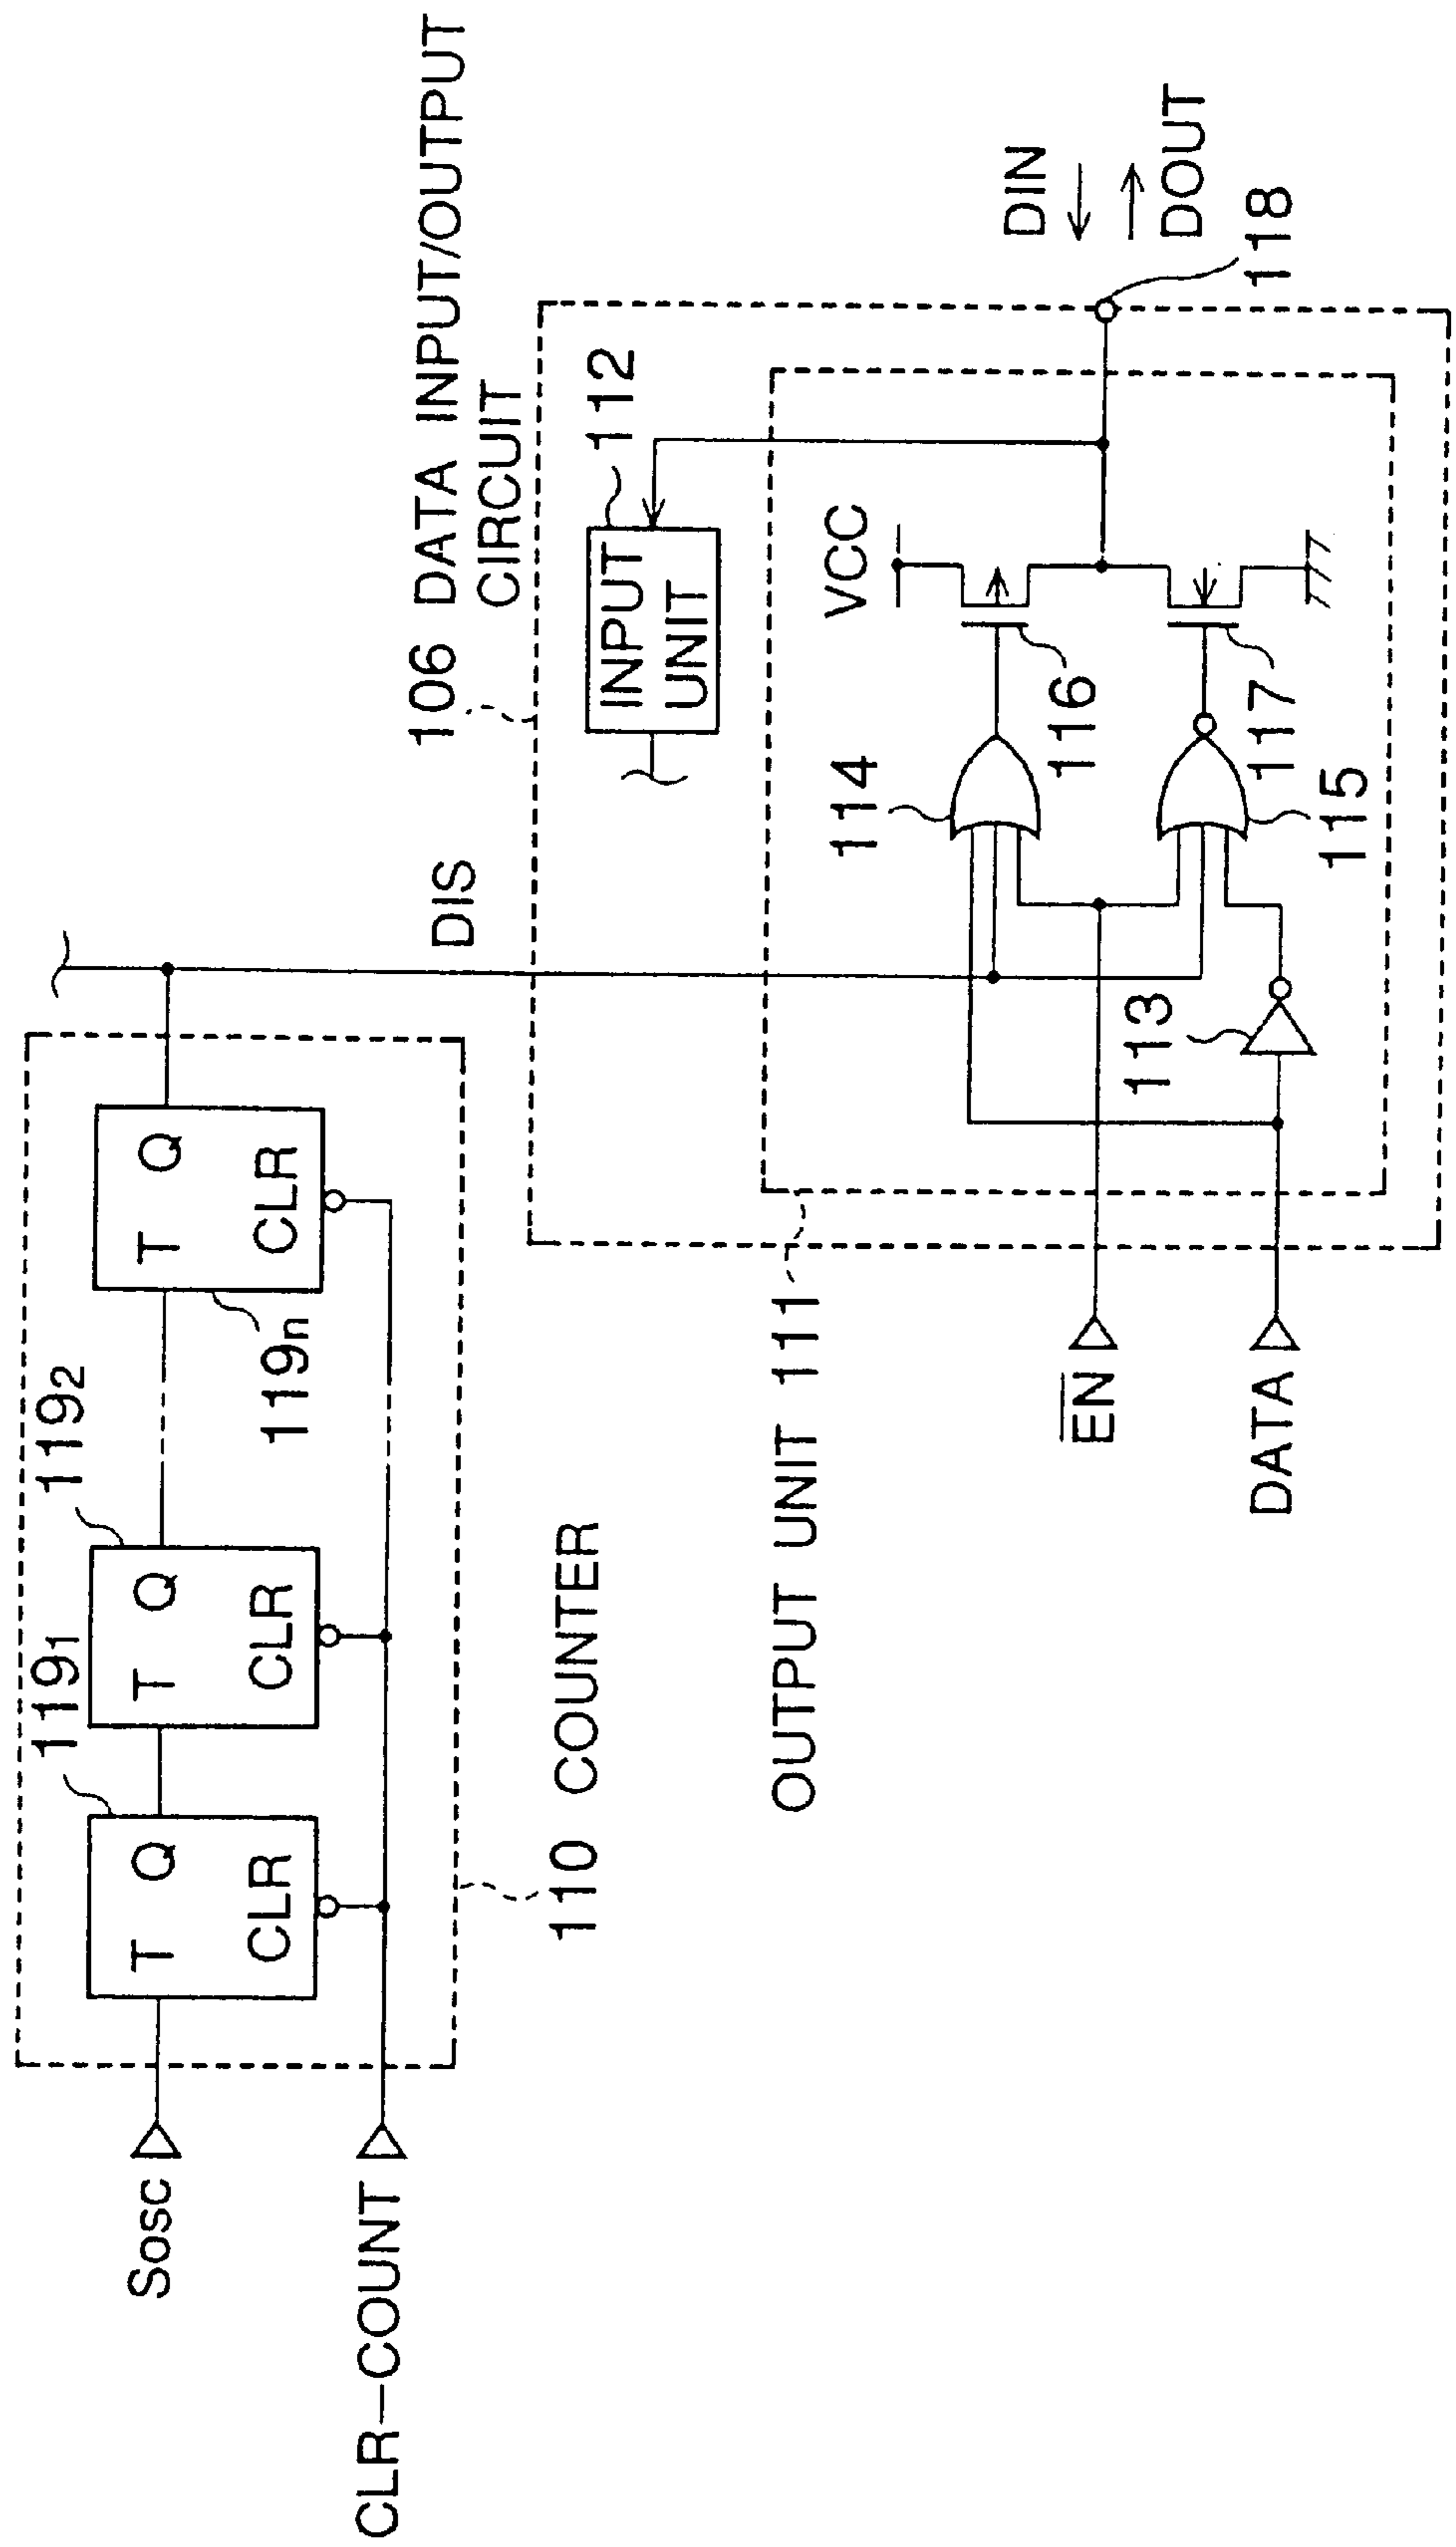 Sosc
CLR-COUNT
T Q
CLR
119₁
T Q
CLR
119₂
T Q
CLR
119n
110 COUNTER
DIS
106 DATA INPUT/OUTPUT
CIRCUIT
INPUT
UNIT
112
OUTPUT UNIT 111
VCC
114
116
115
117
113
EN
DATA
DIN
DOUT
118